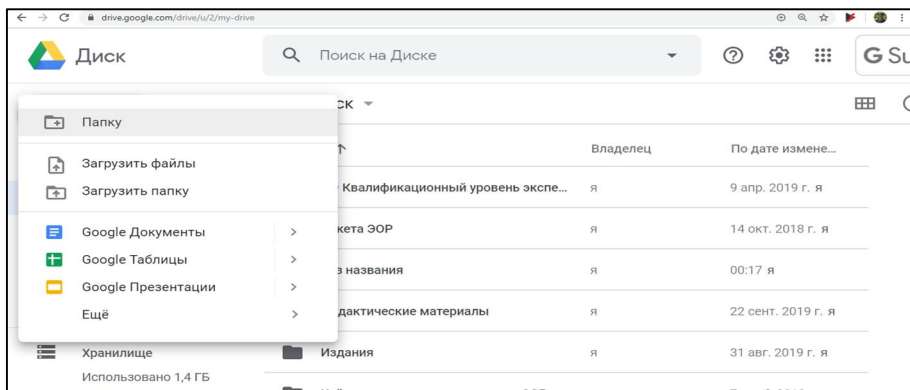 drive.google.com/drive/u/2/my-drive
Диск
Поиск на Диске
G Su
ск
Папку
Загрузить файлы
Загрузить папку
Google Документы
Google Таблицы
Google Презентации
Ещё
Владелец
По дате измене...
Квалификационный уровень экспе...
я
9 апр. 2019 г. я
кета ЭОР
я
14 окт. 2018 г. я
з названия
я
00:17 я
дактические материалы
я
22 сент. 2019 г. я
Хранилище
Издания
я
31 авг. 2019 г. я
Использовано 1,4 ГБ